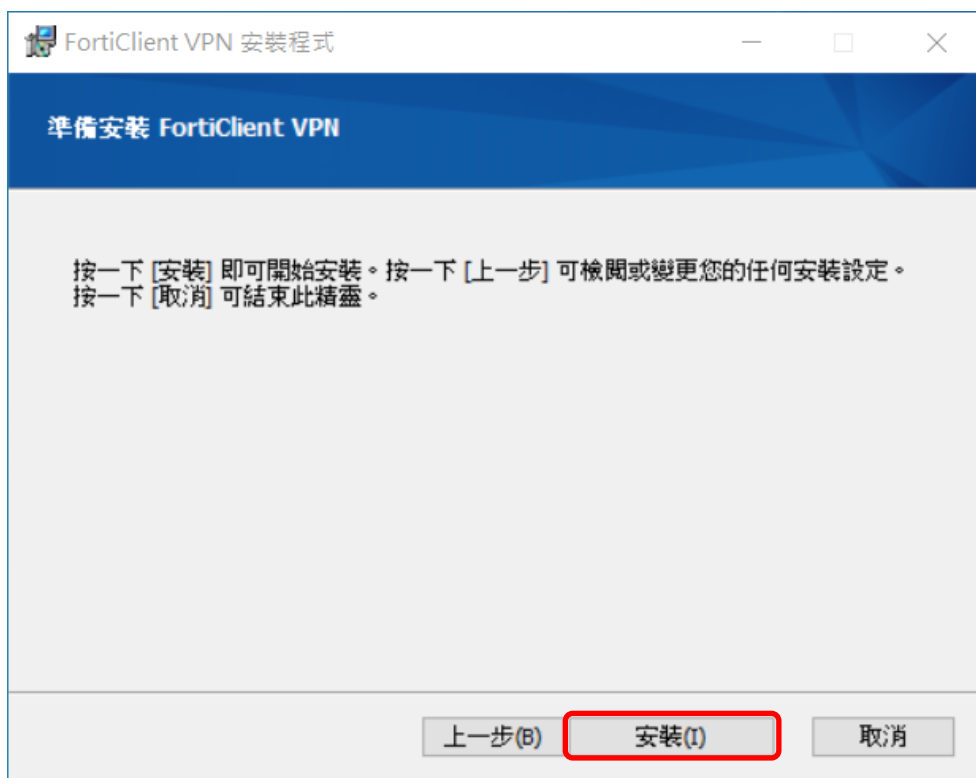 FortiClient VPN 安裝程式
準備安裝 FortiClient VPN
按一下 [安裝] 即可開始安裝。按一下 [上一步] 可檢閱或變更您的任何安裝設定。
按一下 [取消] 可結束此精靈。
上一步(B) 安裝(I) 取消